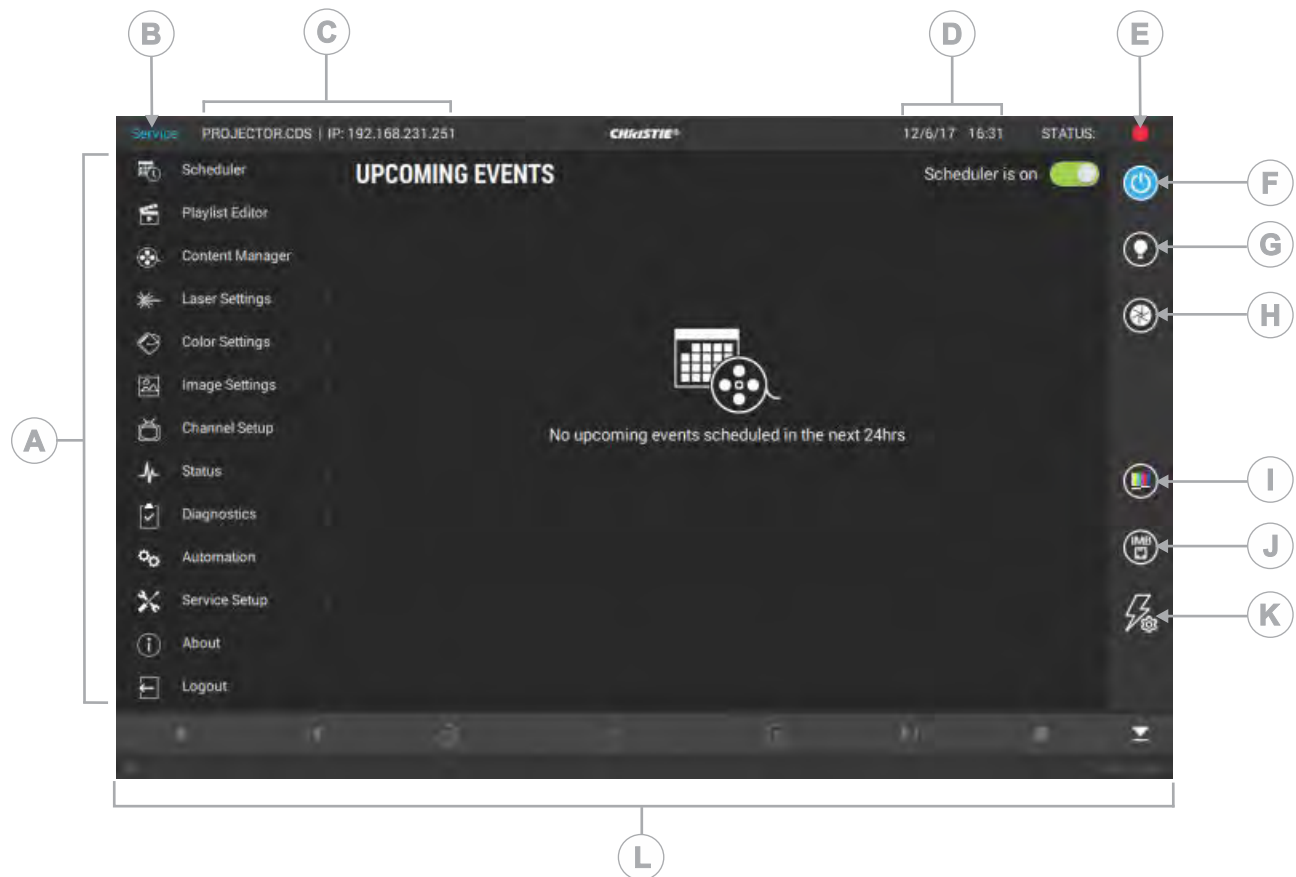 B C D E
Service PROJECTOR.CDS | IP: 192.168.231.251 CHRISTIE® 12/6/17 16:31 STATUS:
Scheduler
UPCOMING EVENTS
Scheduler is on
F
Playlist Editor
Content Manager
G
Laser Settings
H
Color Settings
Image Settings
Channel Setup
No upcoming events scheduled in the next 24hrs
A
Status
I
Diagnostics
Automation
IMB
J
Service Setup
K
About
Logout
L